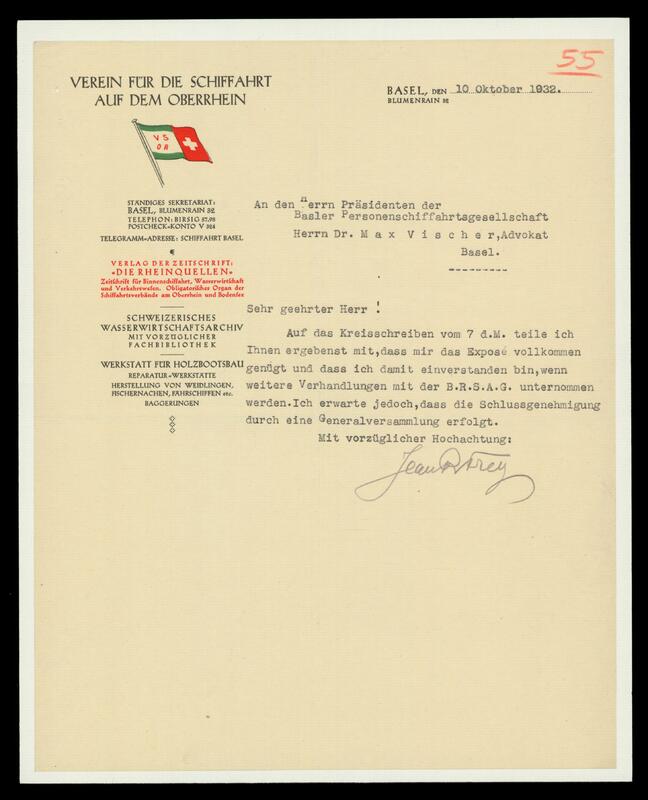 55
VEREIN FÜR DIE SCHIFFAHRT
AUF DEM OBERRHEIN
BASEL, DEN 10 Oktober 1932.
BLUMENRAIN 32
V S
O R
STÄNDIGES SEKRETARIAT:
BASEL, BLUMENRAIN 32
TELEPHON: BIRSIG 57.98
POSTCHECK-KONTO V 324
TELEGRAMM-ADRESSE: SCHIFFAHRT BASEL
VERLAG DER ZEITSCHRIFT:
«DIE RHEINQUELLEN»
Zeitschrift für Binnenschiffahrt, Wasserwirtschaft
und Verkehrswesen. Obligatorisches Organ der
Schiffahrtsverbände am Oberrhein und Bodensee
SCHWEIZERISCHES
WASSERWIRTSCHAFTSARCHIV
MIT VORZÜGLICHER
FACHBIBLIOTHEK
WERKSTATT FÜR HOLZBOOTSBAU
REPARATUR-WERKSTÄTTE
HERSTELLUNG VON WEIDLINGEN,
FISCHERNACHEN, FÄHRSCHIFFEN etc.
BAGGERUNGEN
An den Herrn Präsidenten der
Basler Personenschiffahrtsgesellschaft
Herrn Dr. M a x  V i s c h e r,Advokat
Basel.
Sehr geehrter Herr !
Auf das Kreisschreiben vom 7 d.M. teile ich
Ihnen ergebenst mit,dass mir das Exposé vollkommen
genügt und dass ich damit einverstanden bin,wenn
weitere Verhandlungen mit der B.R.S.A.G. unternommen
werden.Ich erwarte jedoch,dass die Schlussgenehmigung
durch eine Generalversammlung erfolgt.
Mit vorzüglicher Hochachtung:
Jean R Frey